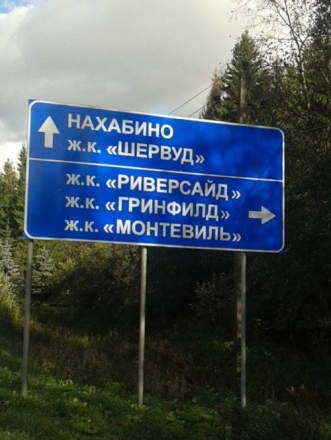 НАХАБИНО
Ж.К. «ШЕРВУД»
Ж.К. «РИВЕРСАЙД»
Ж.К. «ГРИНФИЛД»
Ж.К. «МОНТЕВИЛЬ»